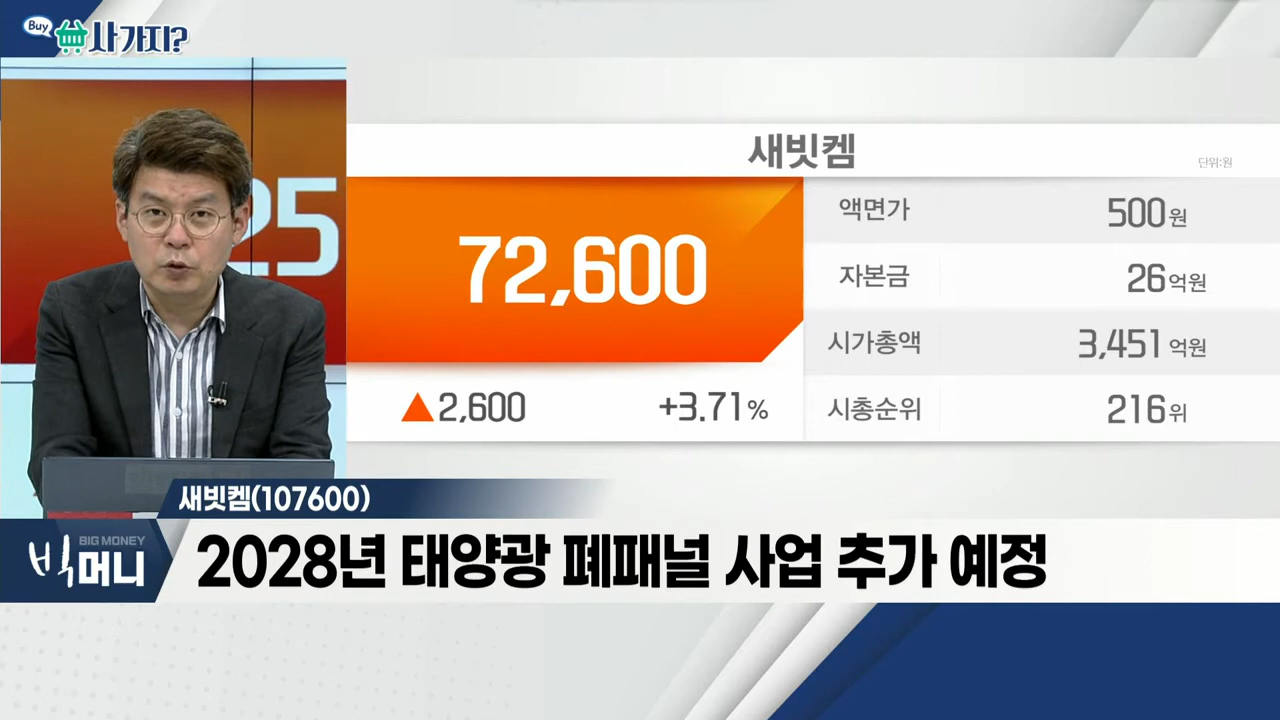 Buy
사가지?
25
새빗켐
단위:원
72,600
▲2,600 +3.71%
액면가 500원
자본금 26억원
시가총액 3,451억원
시총순위 216위
새빗켐(107600)
BIG MONEY
빅머니
2028년 태양광 폐패널 사업 추가 예정